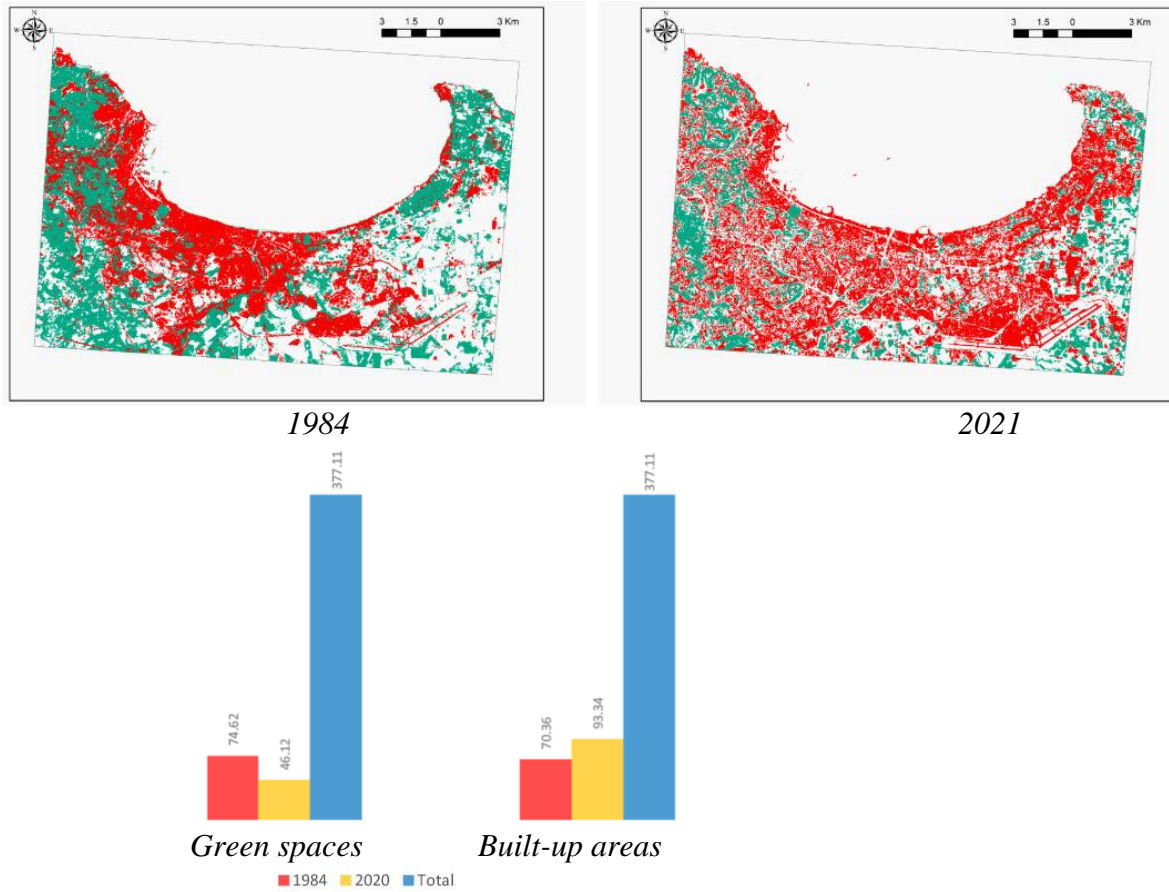 N
W E
S
3 1.5 0 3 Km
N
W E
S
3 1.5 0 3 Km
1984
2021
74.62
46.12
377.11
70.36
93.34
377.11
Green spaces
Built-up areas
1984 2020 Total